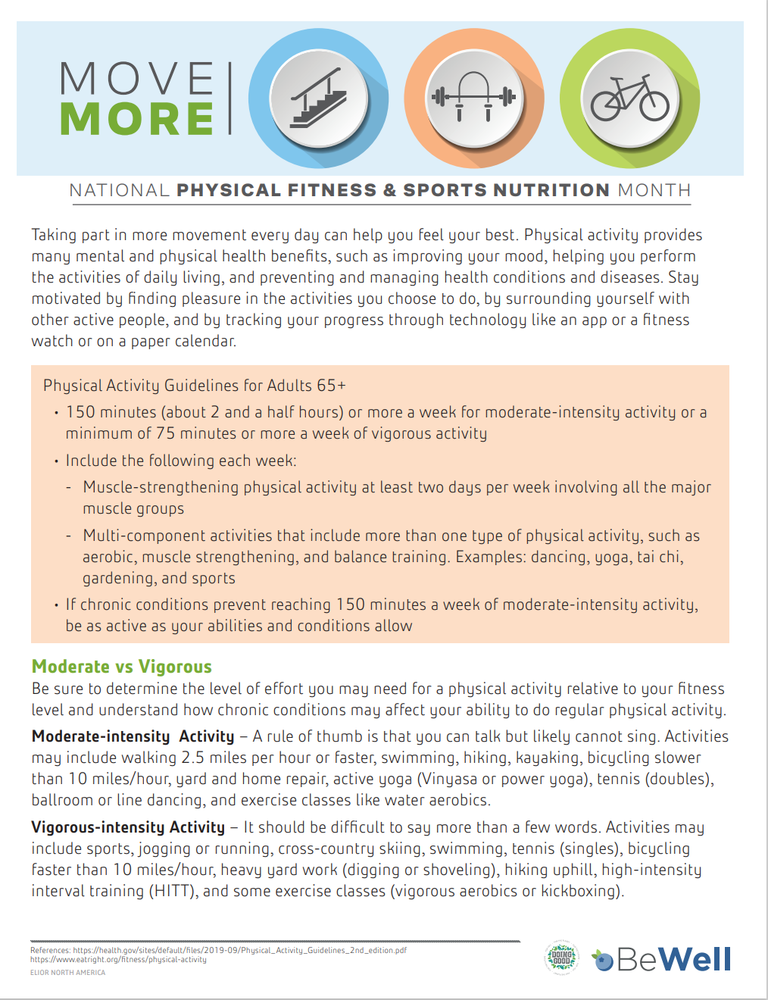 MOVE
MORE
NATIONAL PHYSICAL FITNESS & SPORTS NUTRITION MONTH
Taking part in more movement every day can help you feel your best. Physical activity provides
many mental and physical health benefits, such as improving your mood, helping you perform
the activities of daily living, and preventing and managing health conditions and diseases. Stay
motivated by finding pleasure in the activities you choose to do, by surrounding yourself with
other active people, and by tracking your progress through technology like an app or a fitness
watch or on a paper calendar.
Physical Activity Guidelines for Adults 65+
• 150 minutes (about 2 and a half hours) or more a week for moderate-intensity activity or a
minimum of 75 minutes or more a week of vigorous activity
• Include the following each week:
- Muscle-strengthening physical activity at least two days per week involving all the major
muscle groups
- Multi-component activities that include more than one type of physical activity, such as
aerobic, muscle strengthening, and balance training. Examples: dancing, yoga, tai chi,
gardening, and sports
• If chronic conditions prevent reaching 150 minutes a week of moderate-intensity activity,
be as active as your abilities and conditions allow
Moderate vs Vigorous
Be sure to determine the level of effort you may need for a physical activity relative to your fitness
level and understand how chronic conditions may affect your ability to do regular physical activity.
Moderate-intensity Activity – A rule of thumb is that you can talk but likely cannot sing. Activities
may include walking 2.5 miles per hour or faster, swimming, hiking, kayaking, bicycling slower
than 10 miles/hour, yard and home repair, active yoga (Vinyasa or power yoga), tennis (doubles),
ballroom or line dancing, and exercise classes like water aerobics.
Vigorous-intensity Activity – It should be difficult to say more than a few words. Activities may
include sports, jogging or running, cross-country skiing, swimming, tennis (singles), bicycling
faster than 10 miles/hour, heavy yard work (digging or shoveling), hiking uphill, high-intensity
interval training (HITT), and some exercise classes (vigorous aerobics or kickboxing).
References: https://health.gov/sites/default/files/2019-09/Physical_Activity_Guidelines_2nd_edition.pdf
https://www.eatright.org/fitness/physical-activity
ELIOR NORTH AMERICA
DOING
GOOD
BeWell